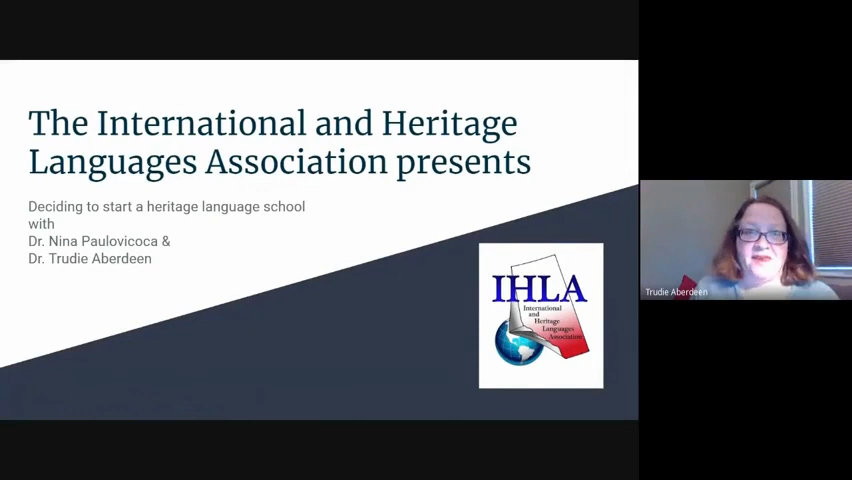 The International and Heritage
Languages Association presents
Deciding to start a heritage language school
with
Dr. Nina Paulovicoca &
Dr. Trudie Aberdeen
IHLA
International
and
Heritage
Languages
Association
Trudie Aberdeen